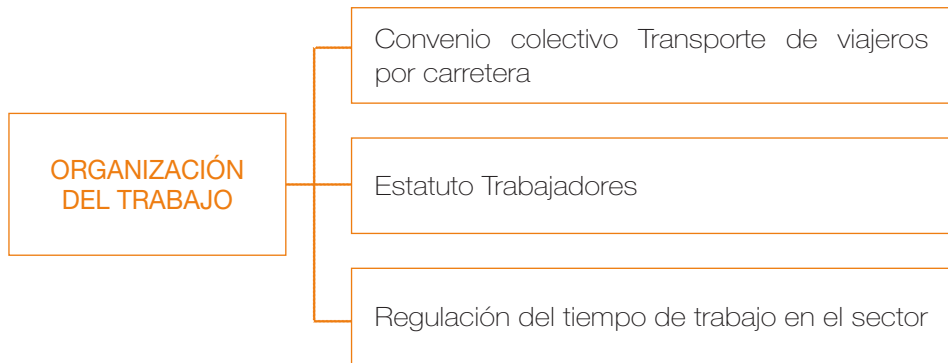 Convenio colectivo Transporte de viajeros
por carretera
ORGANIZACIÓN
DEL TRABAJO
Estatuto Trabajadores
Regulación del tiempo de trabajo en el sector